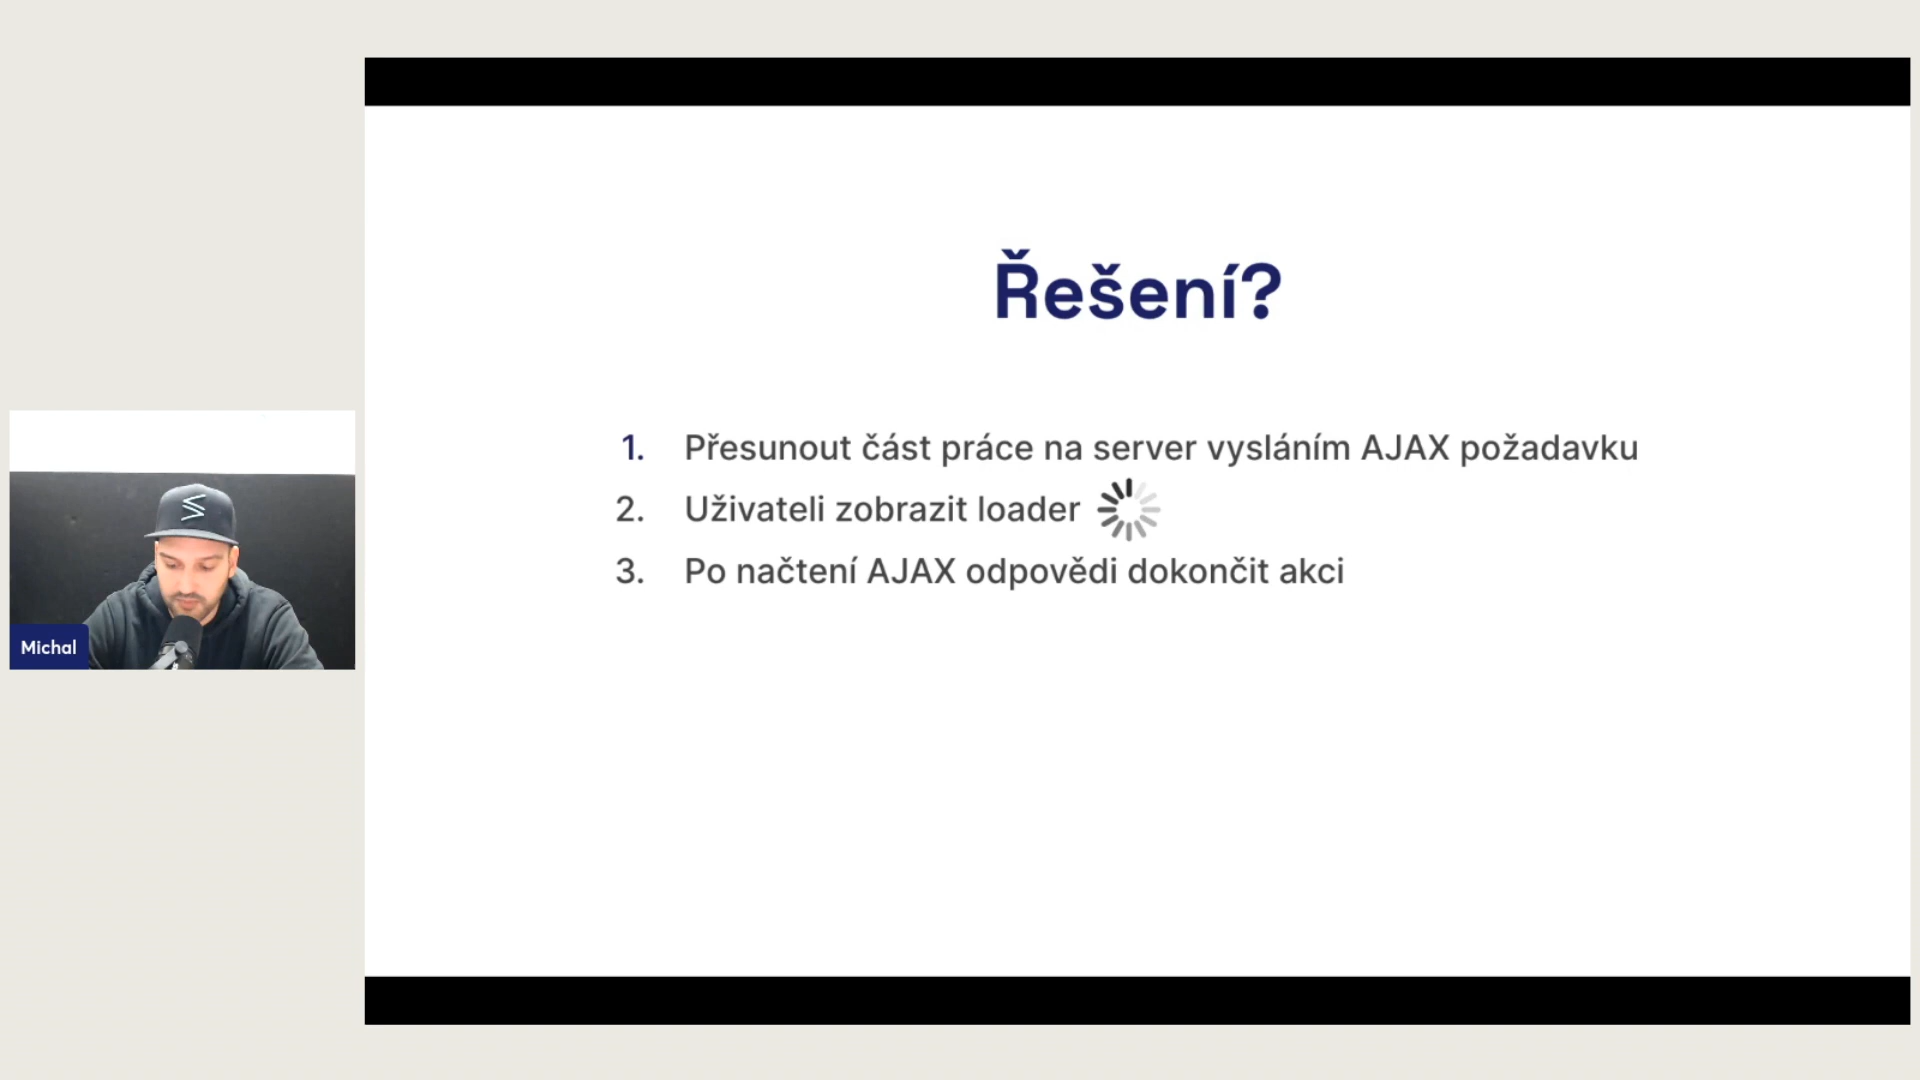 Řešení?
1. Přesunout část práce na server vysláním AJAX požadavku
2. Uživateli zobrazit loader
3. Po načtení AJAX odpovědi dokončit akci
Michal